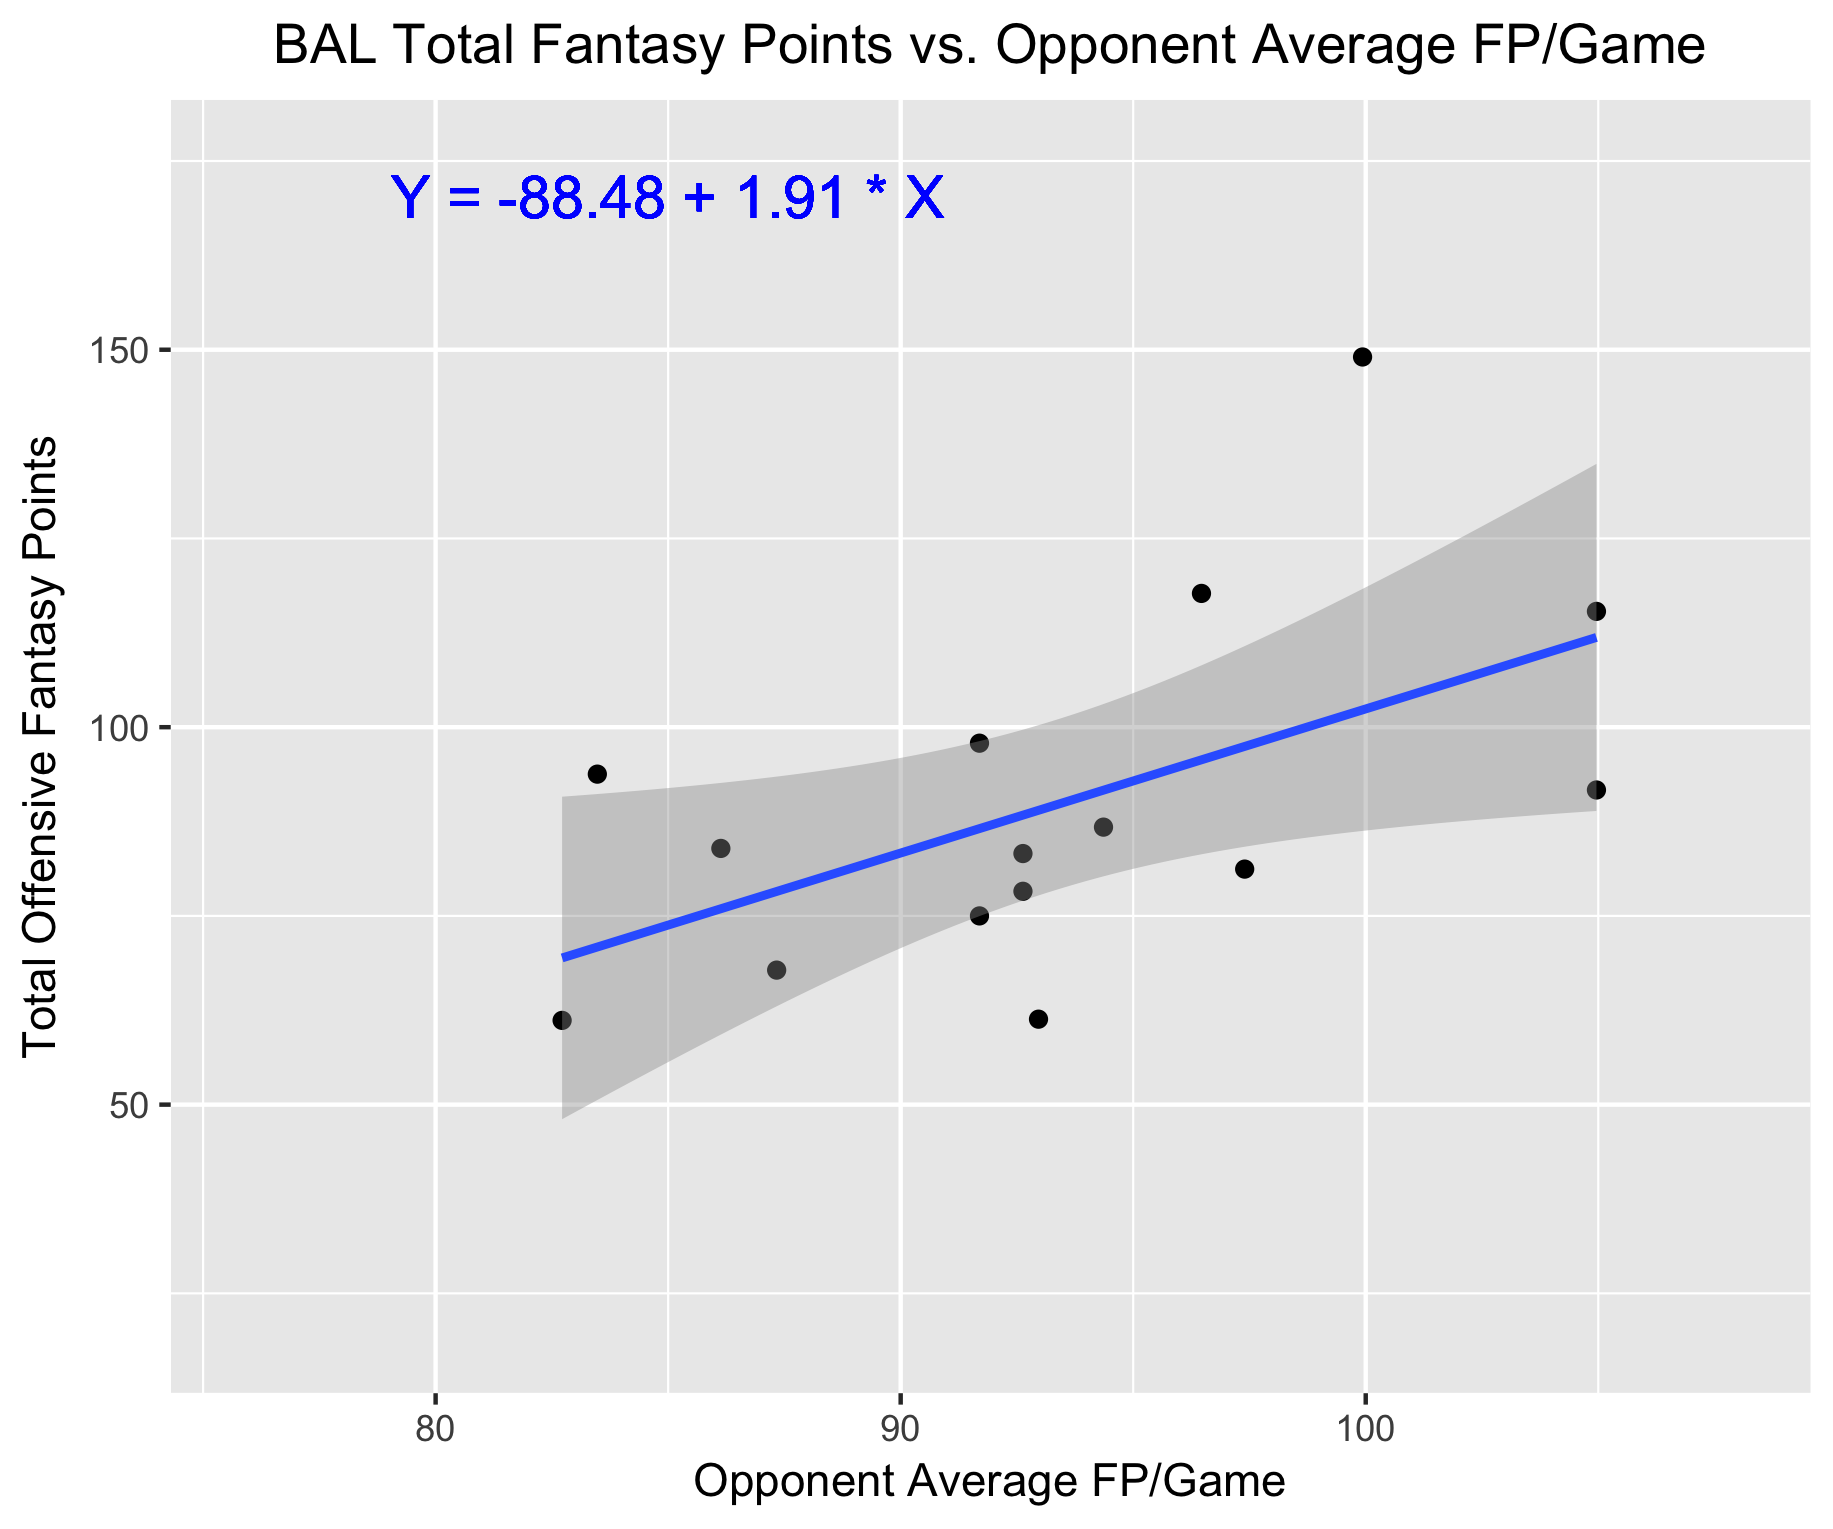 BAL Total Fantasy Points vs. Opponent Average FP/Game
Y = -88.48 + 1.91 * X
Total Offensive Fantasy Points
150
100
50
80
90
100
Opponent Average FP/Game